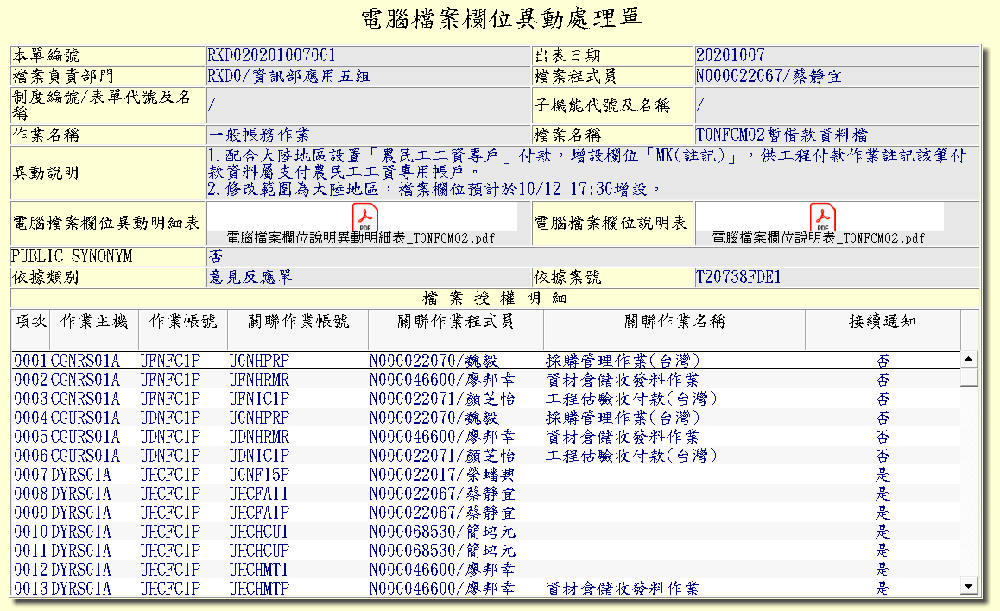 電腦檔案欄位異動處理單
本單編號 RKD020201007001 出表日期 20201007
檔案負責部門 RKD0/資訊部應用五組 檔案程式員 N000022067/蔡靜宜
制度編號/表單代號及名稱 / 子機能代號及名稱 /
作業名稱 一般帳務作業 檔案名稱 T0NFCM02暫借款資料檔
異動說明 1.配合大陸地區設置「農民工工資專戶」付款，增設欄位「MK(註記)」，供工程付款作業註記該筆付
款資料屬支付農民工工資專用帳戶。
2.修改範圍為大陸地區，檔案欄位預計於10/12 17:30增設。
電腦檔案欄位異動明細表 PDF 電腦檔案欄位說明異動明細表_TONFCM02.pdf 電腦檔案欄位說明表 PDF 電腦檔案欄位說明表_TONFCM02.pdf
PUBLIC SYNONYM 否
依據類別 意見反應單 依據案號 T20738FDE1
檔 案 授 權 明 細
項次 作業主機 作業帳號 關聯作業帳號 關聯作業程式員 關聯作業名稱 接續通知
0001 CGNRS01A UFNFC1P U0NHPRP N000022070/魏毅 採購管理作業(台灣) 否
0002 CGNRS01A UFNFC1P UFNHRMR N000046600/廖邦幸 資材倉儲收發料作業 否
0003 CGNRS01A UFNFC1P UFNIC1P N000022071/顏芝怡 工程估驗收付款(台灣) 否
0004 CGURS01A UDNFC1P U0NHPRP N000022070/魏毅 採購管理作業(台灣) 否
0005 CGURS01A UDNFC1P UDNHRMR N000046600/廖邦幸 資材倉儲收發料作業 否
0006 CGURS01A UDNFC1P UDNIC1P N000022071/顏芝怡 工程估驗收付款(台灣) 否
0007 DYRS01A UHCFC1P U0NFI5P N000022017/榮蟠興 是
0008 DYRS01A UHCFC1P UHCFA11 N000022067/蔡靜宜 是
0009 DYRS01A UHCFC1P UHCFA1P N000022067/蔡靜宜 是
0010 DYRS01A UHCFC1P UHCHCU1 N000068530/簡培元 是
0011 DYRS01A UHCFC1P UHCHCUP N000068530/簡培元 是
0012 DYRS01A UHCFC1P UHCHMT1 N000046600/廖邦幸 是
0013 DYRS01A UHCFC1P UHCHMTP N000046600/廖邦幸 資材倉儲收發料作業 是